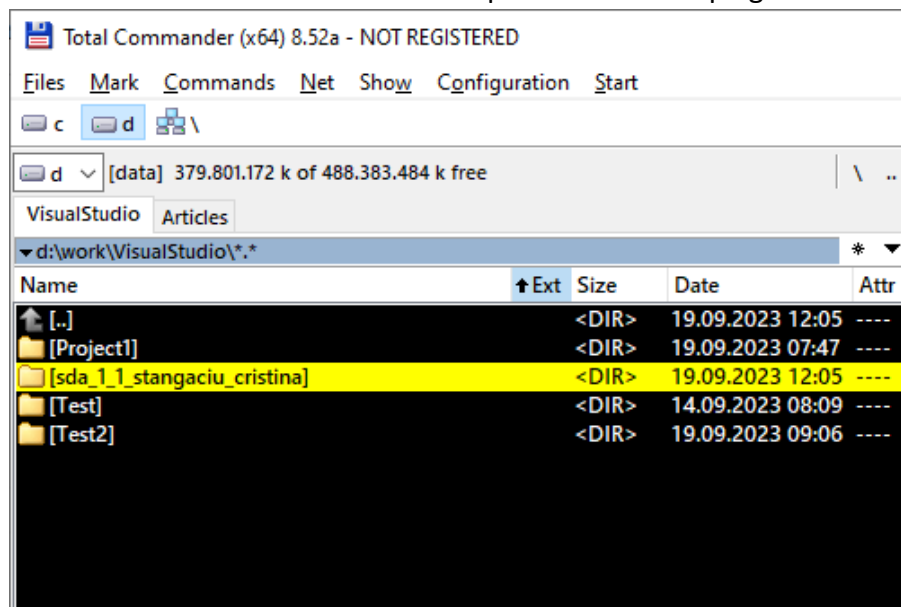 Total Commander (x64) 8.52a - NOT REGISTERED
Files Mark Commands Net Show Configuration Start
c d \
d [data] 379.801.172 k of 488.383.484 k free \ ..
VisualStudio Articles
d:\work\VisualStudio\*.* *
Name Ext Size Date Attr
[..] <DIR> 19.09.2023 12:05 ----
[Project1] <DIR> 19.09.2023 07:47 ----
[sda_1_1_stangaciu_cristina] <DIR> 19.09.2023 12:05 ----
[Test] <DIR> 14.09.2023 08:09 ----
[Test2] <DIR> 19.09.2023 09:06 ----